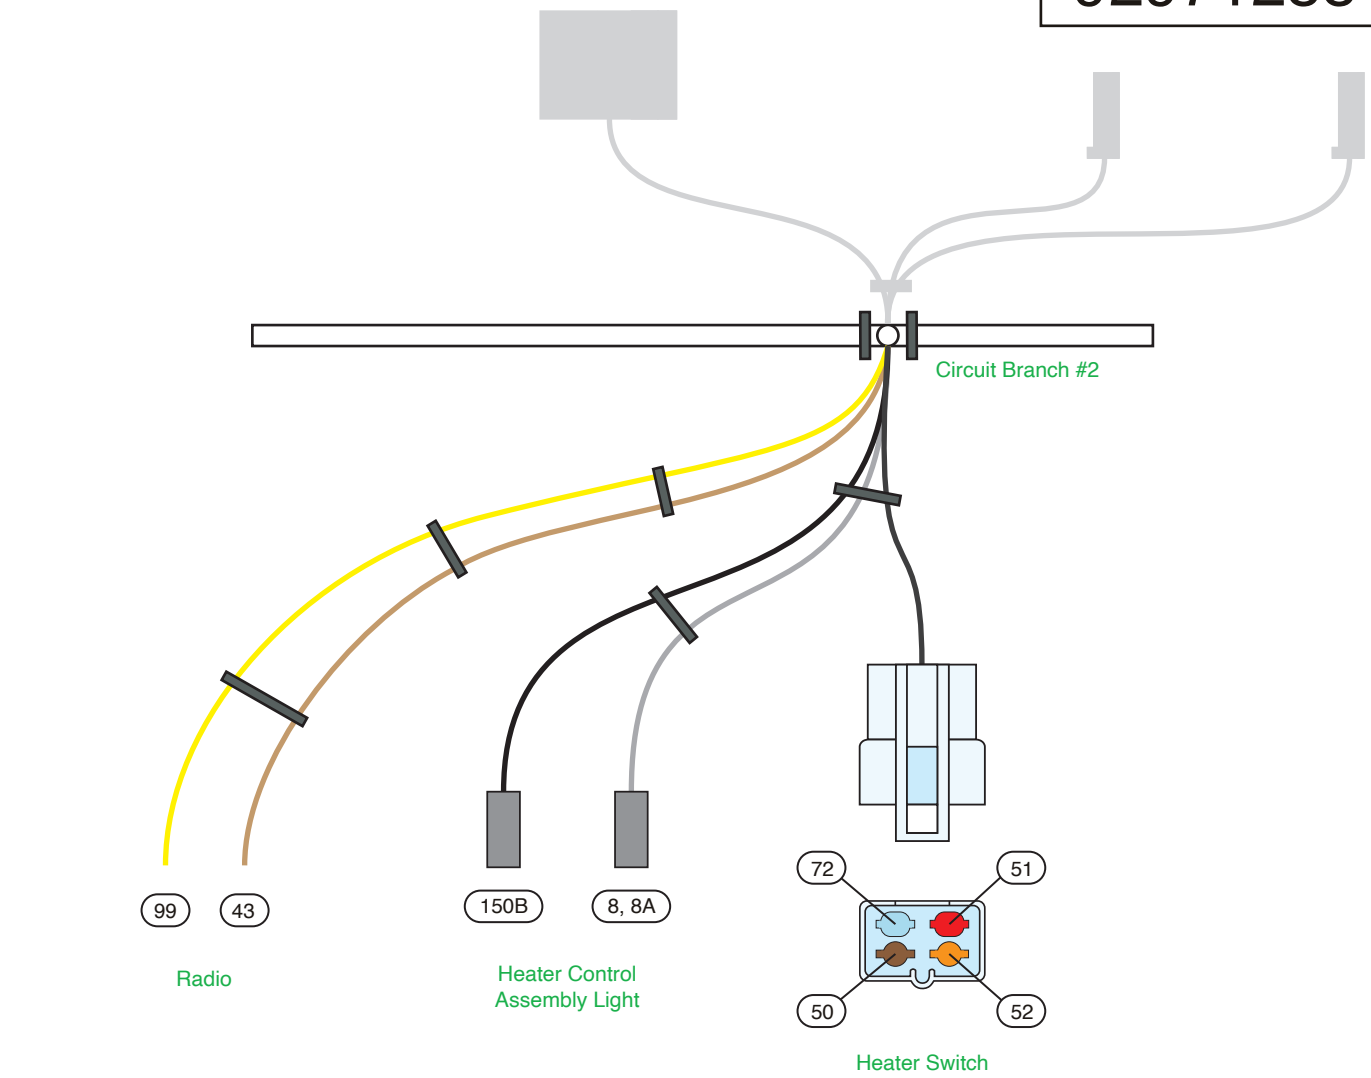 Circuit Branch #2
99
43
150B
8, 8A
72
51
50
52
Radio
Heater Control
Assembly Light
Heater Switch